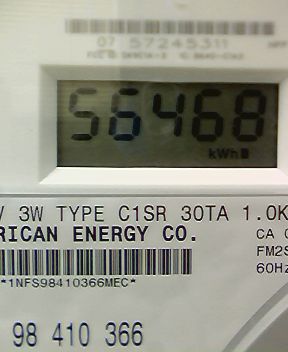 07 57245311
56468
kWh
V 3W TYPE C1SR 30TA 1.0K
RICAN ENERGY CO.
CA 0
FM2S
60Hz
*1NFS98410366MEC*
98 410 366